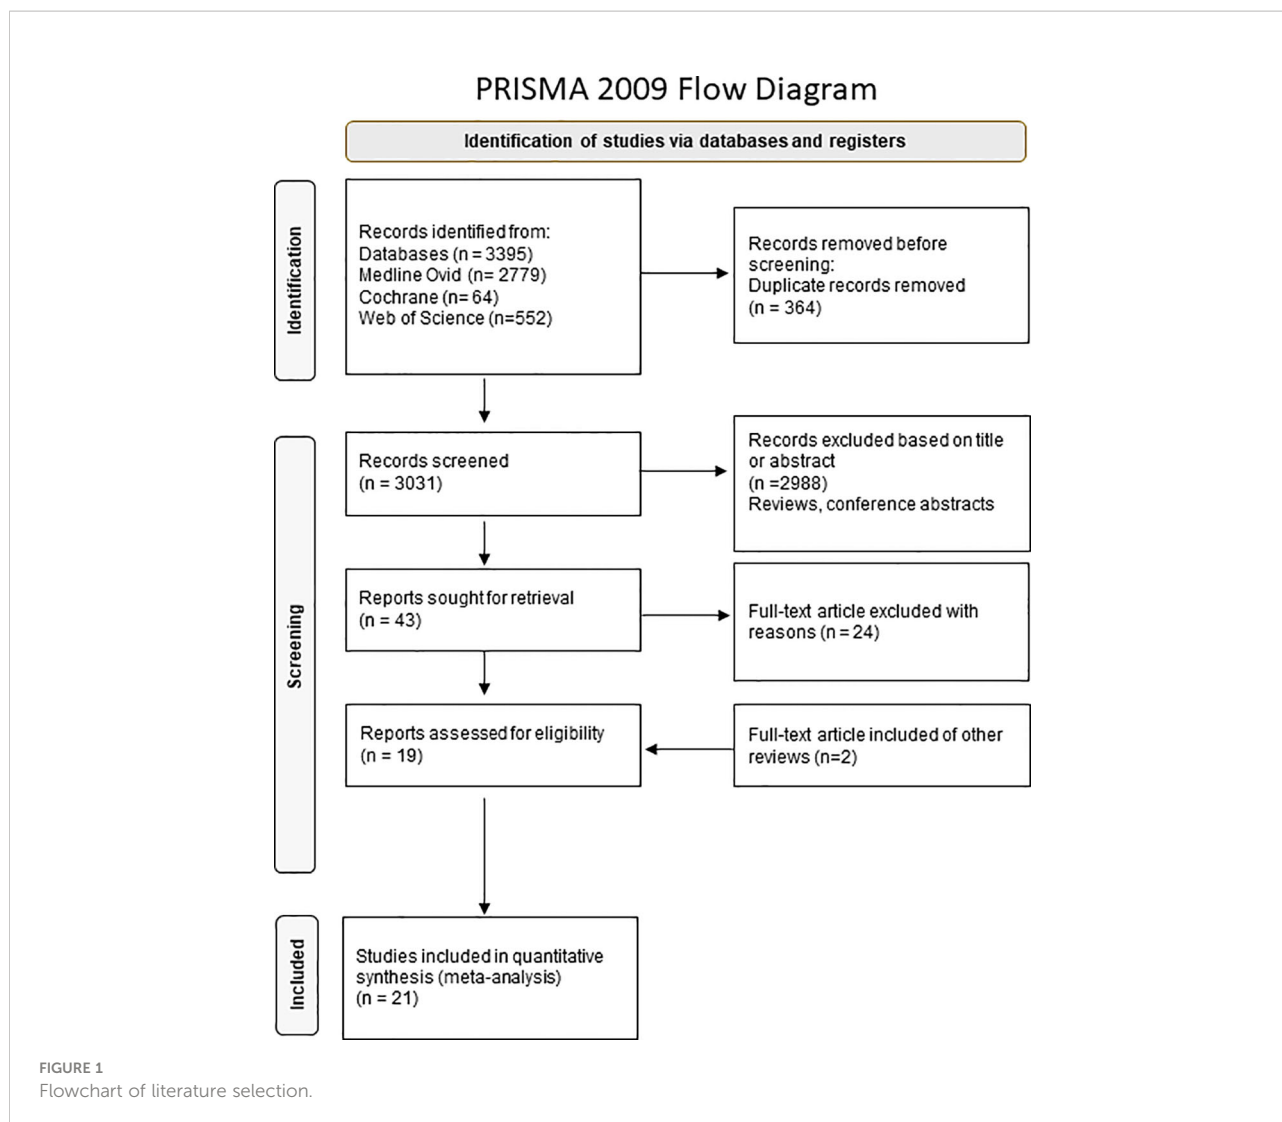 PRISMA 2009 Flow Diagram
Identification of studies via databases and registers
Identification
Records identified from:
Databases (n = 3395)
Medline Ovid (n= 2779)
Cochrane (n= 64)
Web of Science (n=552)
Records removed before
screening:
Duplicate records removed
(n = 364)
Screening
Records screened
(n = 3031)
Records excluded based on title
or abstract
(n =2988)
Reviews, conference abstracts
Reports sought for retrieval
(n = 43)
Full-text article excluded with
reasons (n = 24)
Reports assessed for eligibility
(n = 19)
Full-text article included of other
reviews (n=2)
Included
Studies included in quantitative
synthesis (meta-analysis)
(n = 21)
FIGURE 1
Flowchart of literature selection.